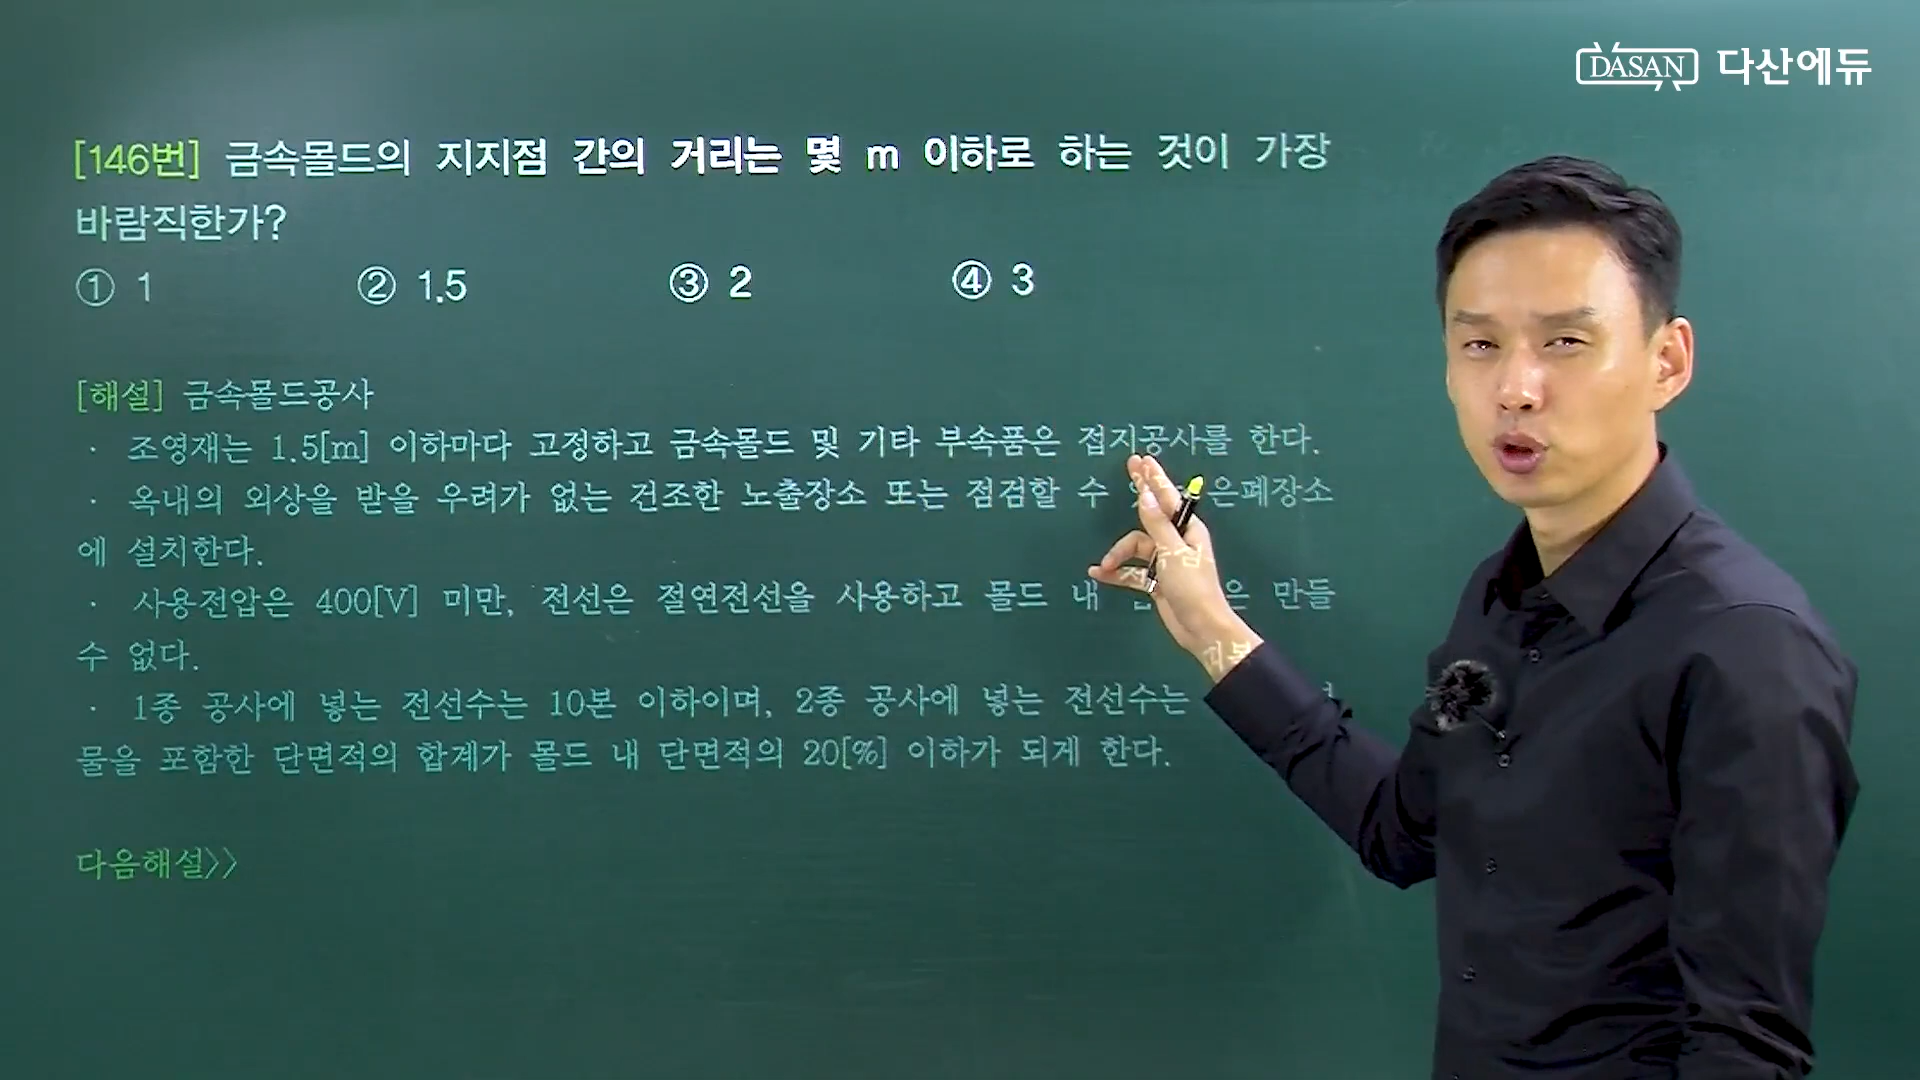 DASAN 다산에듀
[146번] 금속몰드의 지지점 간의 거리는 몇 m 이하로 하는 것이 가장
바람직한가?
① 1 ② 1.5 ③ 2 ④ 3
[해설] 금속몰드공사
· 조영재는 1.5[m] 이하마다 고정하고 금속몰드 및 기타 부속품은 접지공사를 한다.
· 옥내의 외상을 받을 우려가 없는 건조한 노출장소 또는 점검할 수 은폐장소
에 설치한다.
· 사용전압은 400[V] 미만, 전선은 절연전선을 사용하고 몰드 내 은 만들
수 없다.
· 1종 공사에 넣는 전선수는 10본 이하이며, 2종 공사에 넣는 전선수는
물을 포함한 단면적의 합계가 몰드 내 단면적의 20[%] 이하가 되게 한다.
다음해설>>